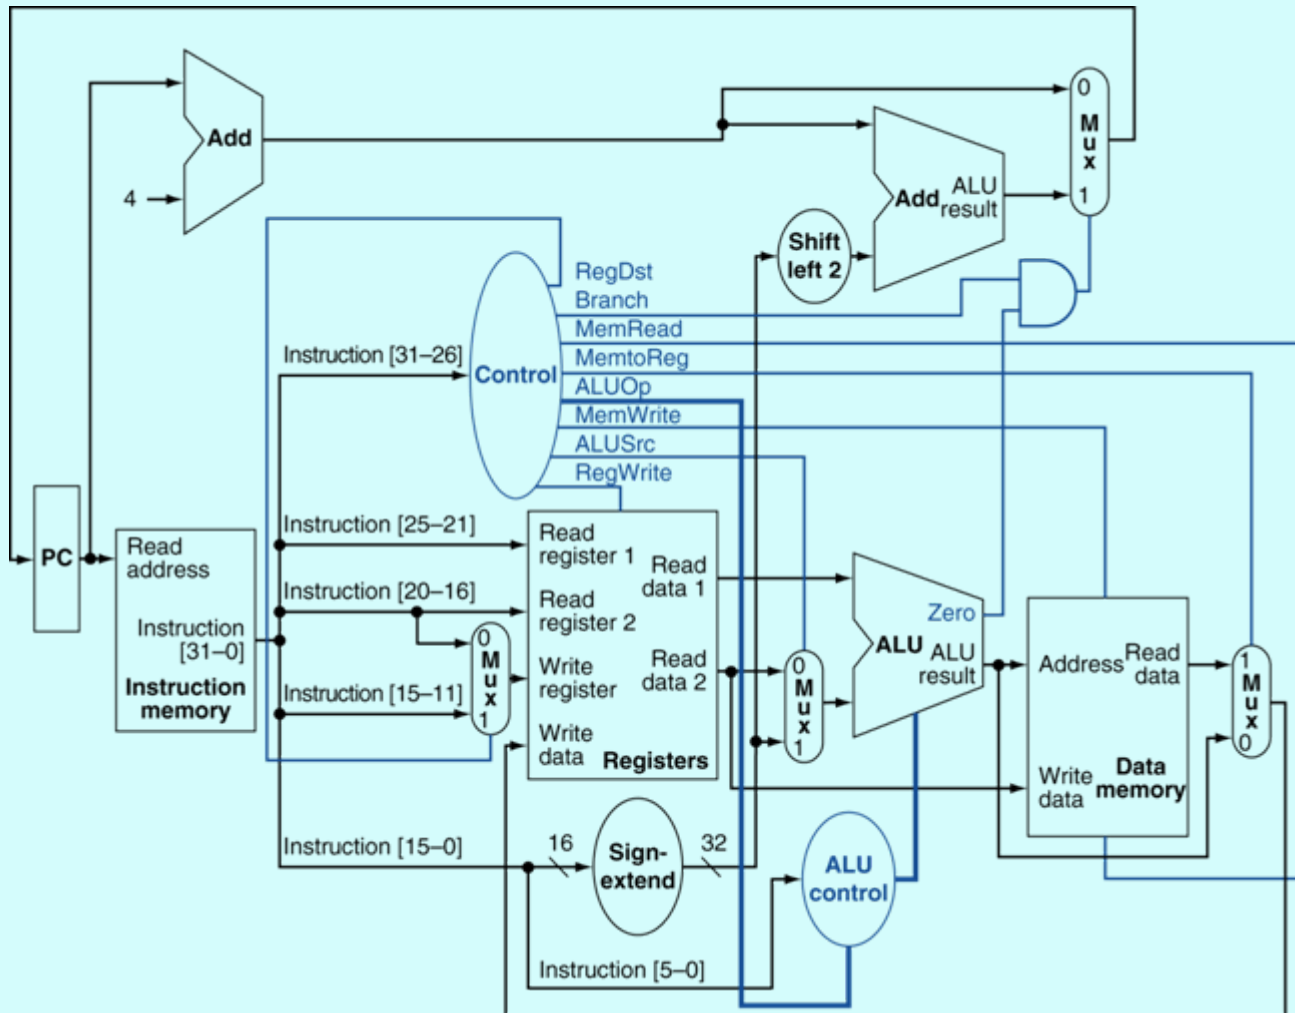 0
M
u
x
1
Add
4
Add
ALU
result
Shift
left 2
RegDst
Branch
MemRead
MemtoReg
ALUOp
MemWrite
ALUSrc
RegWrite
Control
Instruction [31–26]
Instruction [25–21]
Instruction [20–16]
Instruction [15–11]
Instruction [15–0]
Instruction [5–0]
PC
Read
address
Instruction
[31–0]
Instruction
memory
0
M
u
x
1
Read
register 1
Read
register 2
Write
register
Write
data
Read
data 1
Read
data 2
Registers
0
M
u
x
1
Zero
ALU
ALU
result
Address
Read
data
Write
data
Data
memory
1
M
u
x
0
16
Sign-
extend
32
ALU
control